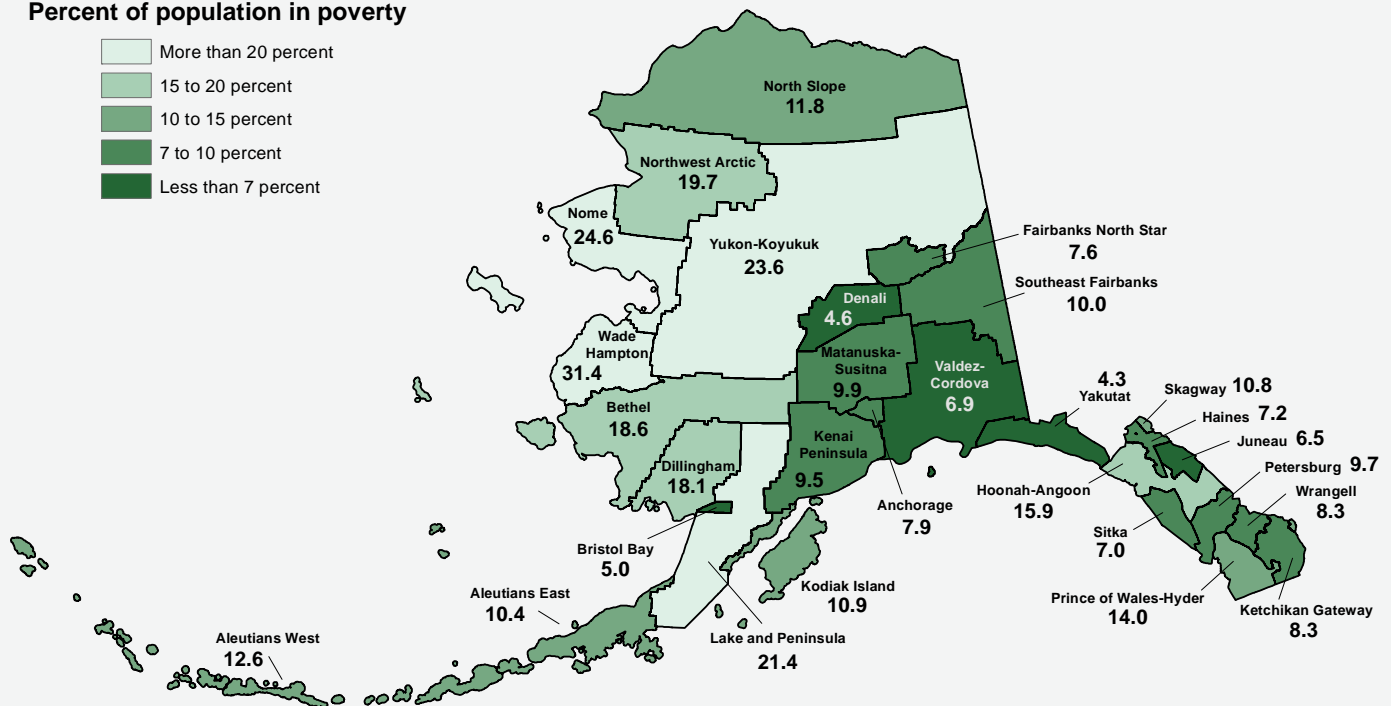 Percent of population in poverty
More than 20 percent
15 to 20 percent
10 to 15 percent
7 to 10 percent
Less than 7 percent
North Slope
11.8
Northwest Arctic
19.7
Nome
24.6
Yukon-Koyukuk
23.6
Fairbanks North Star
7.6
Southeast Fairbanks
10.0
Denali
4.6
Wade
Hampton
31.4
Matanuska-
Susitna
9.9
Valdez-
Cordova
6.9
4.3
Yakutat
Skagway 10.8
Haines 7.2
Juneau 6.5
Petersburg 9.7
Wrangell
8.3
Bethel
18.6
Dillingham
18.1
Kenai
Peninsula
9.5
Anchorage
7.9
Hoonah-Angoon
15.9
Sitka
7.0
Prince of Wales-Hyder
14.0
Ketchikan Gateway
8.3
Bristol Bay
5.0
Kodiak Island
10.9
Aleutians East
10.4
Lake and Peninsula
21.4
Aleutians West
12.6